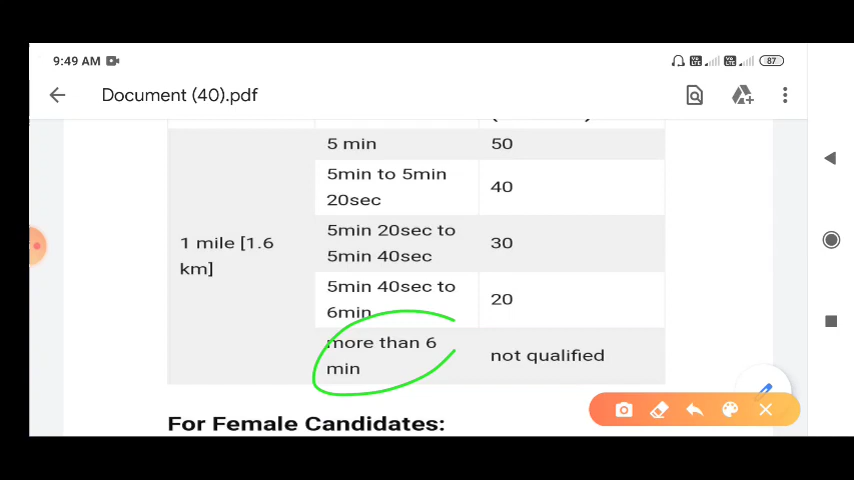 9:49 AM
87
Document (40).pdf
5 min 50
5min to 5min
20sec
40
1 mile [1.6
km]
5min 20sec to
5min 40sec
30
5min 40sec to
6min
20
more than 6
min
not qualified
For Female Candidates: